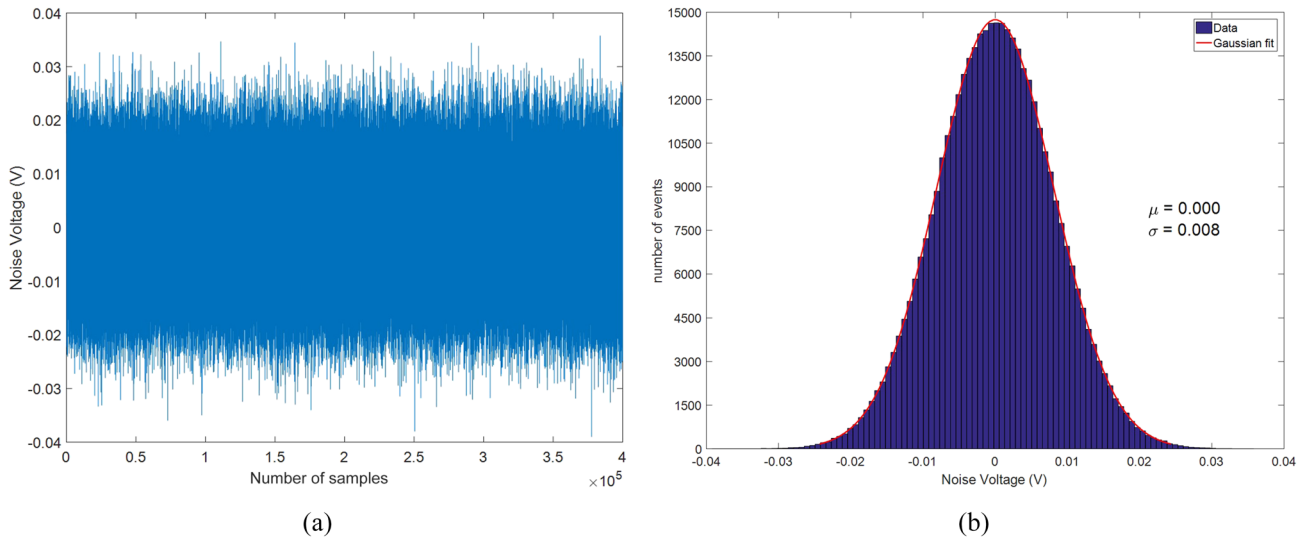 0.04
0.03
0.02
0.01
0
-0.01
-0.02
-0.03
-0.04
Noise Voltage (V)
0 0.5 1 1.5 2 2.5 3 3.5 4
Number of samples
×10⁵
(a)
15000
13500
12000
10500
9000
7500
6000
4500
3000
1500
0
number of events
Data
Gaussian fit
μ = 0.000
σ = 0.008
-0.04 -0.03 -0.02 -0.01 0 0.01 0.02 0.03 0.04
Noise Voltage (V)
(b)